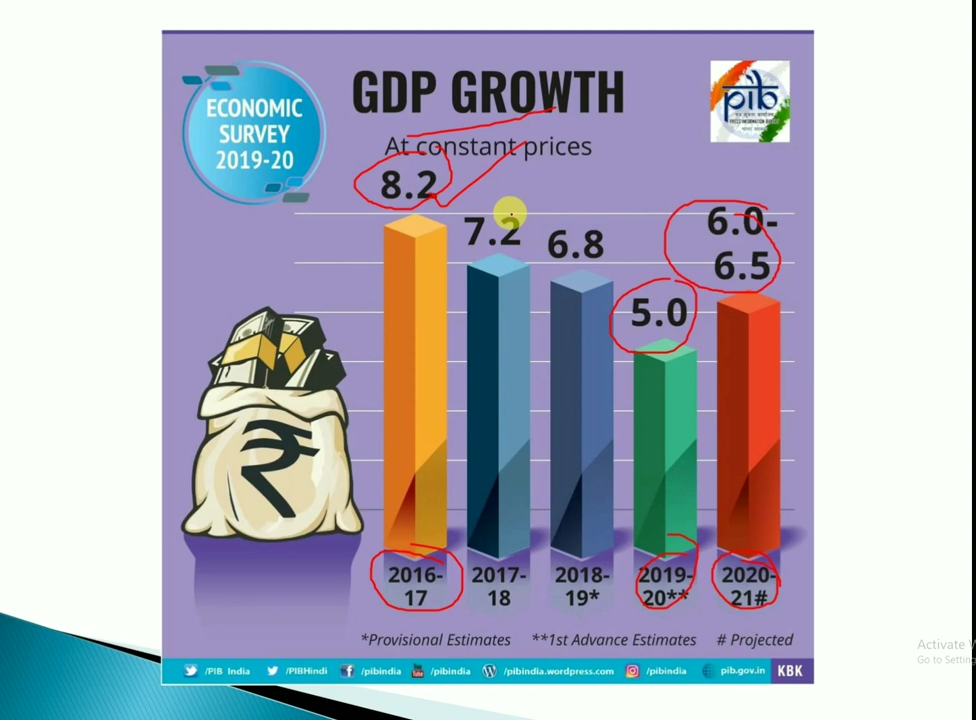 ECONOMIC
SURVEY
2019-20
GDP GROWTH
At constant prices
pib
8.2
7.2
6.8
5.0
6.0-
6.5
2016-
17
2017-
18
2018-
19*
2019-
20**
2020-
21#
*Provisional Estimates **1st Advance Estimates # Projected
/PIB India /PIBHindi /pibindia /pibindia /pibindia.wordpress.com /pibindia pib.gov.in KBK
Activate
Go to Setting